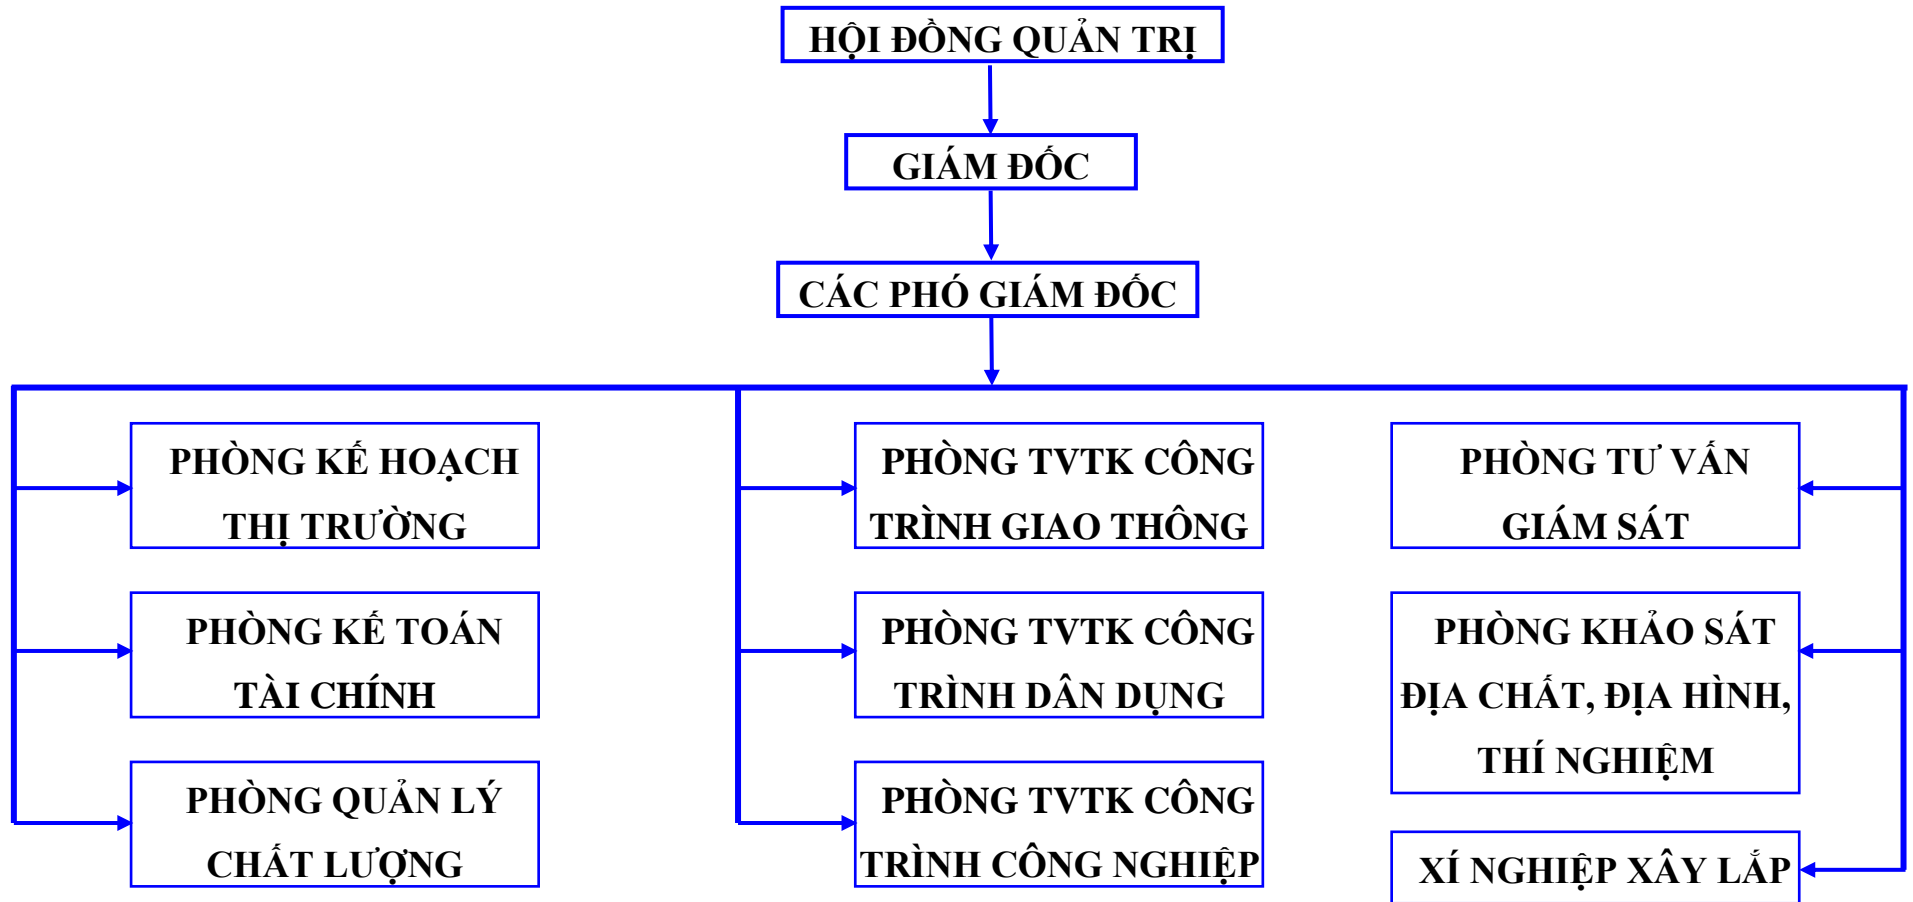 HỘI ĐỒNG QUẢN TRỊ
GIÁM ĐỐC
CÁC PHÓ GIÁM ĐỐC
PHÒNG KẾ HOẠCH
THỊ TRƯỜNG
PHÒNG KẾ TOÁN
TÀI CHÍNH
PHÒNG QUẢN LÝ
CHẤT LƯỢNG
PHÒNG TVTK CÔNG
TRÌNH GIAO THÔNG
PHÒNG TVTK CÔNG
TRÌNH DÂN DỤNG
PHÒNG TVTK CÔNG
TRÌNH CÔNG NGHIỆP
PHÒNG TƯ VẤN
GIÁM SÁT
PHÒNG KHẢO SÁT
ĐỊA CHẤT, ĐỊA HÌNH,
THÍ NGHIỆM
XÍ NGHIỆP XÂY LẮP